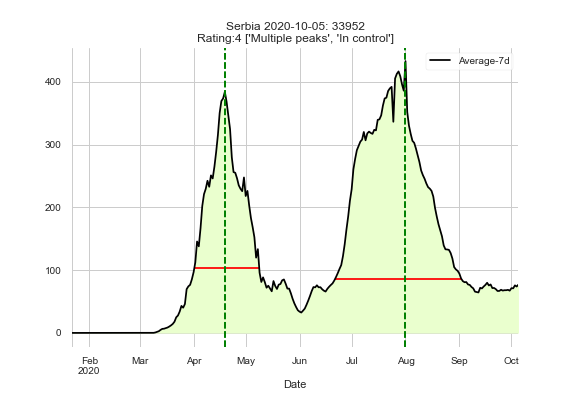 Serbia 2020-10-05: 33952
Rating:4 ['Multiple peaks', 'In control']
Average-7d
400
300
200
100
0
Feb Mar Apr May Jun Jul Aug Sep Oct
2020
Date